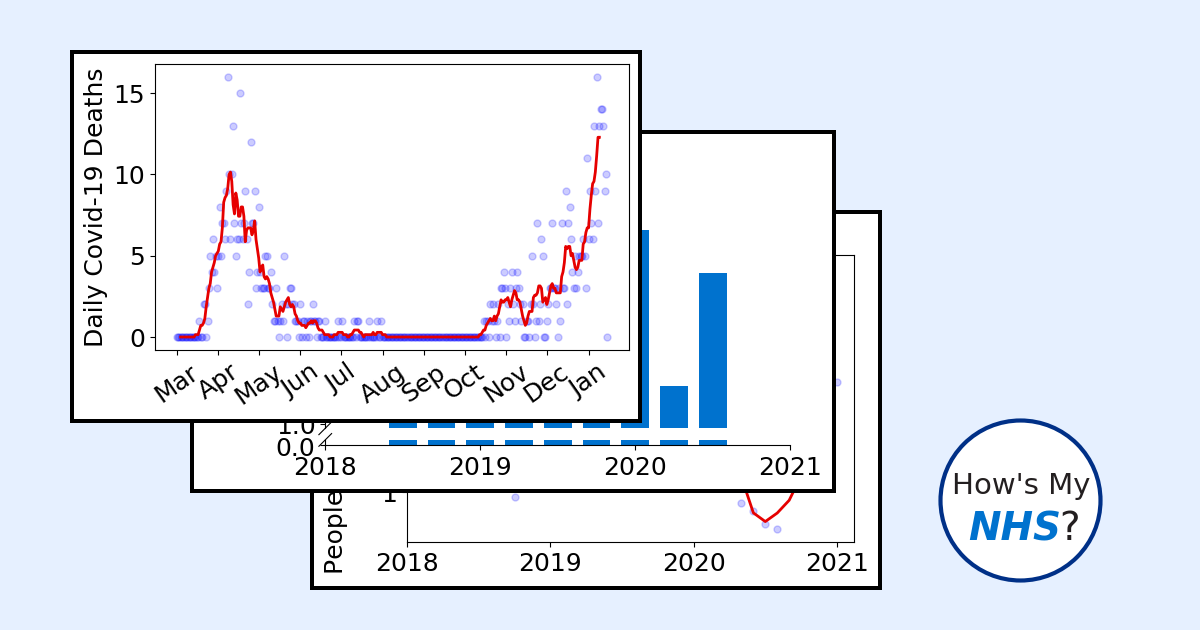 Daily Covid-19 Deaths
15
10
5
0
Mar Apr May Jun Jul Aug Sep Oct Nov Dec Jan
1.0
0.0
2018 2019 2020 2021
People
1
2018 2019 2020 2021
How's My
NHS?